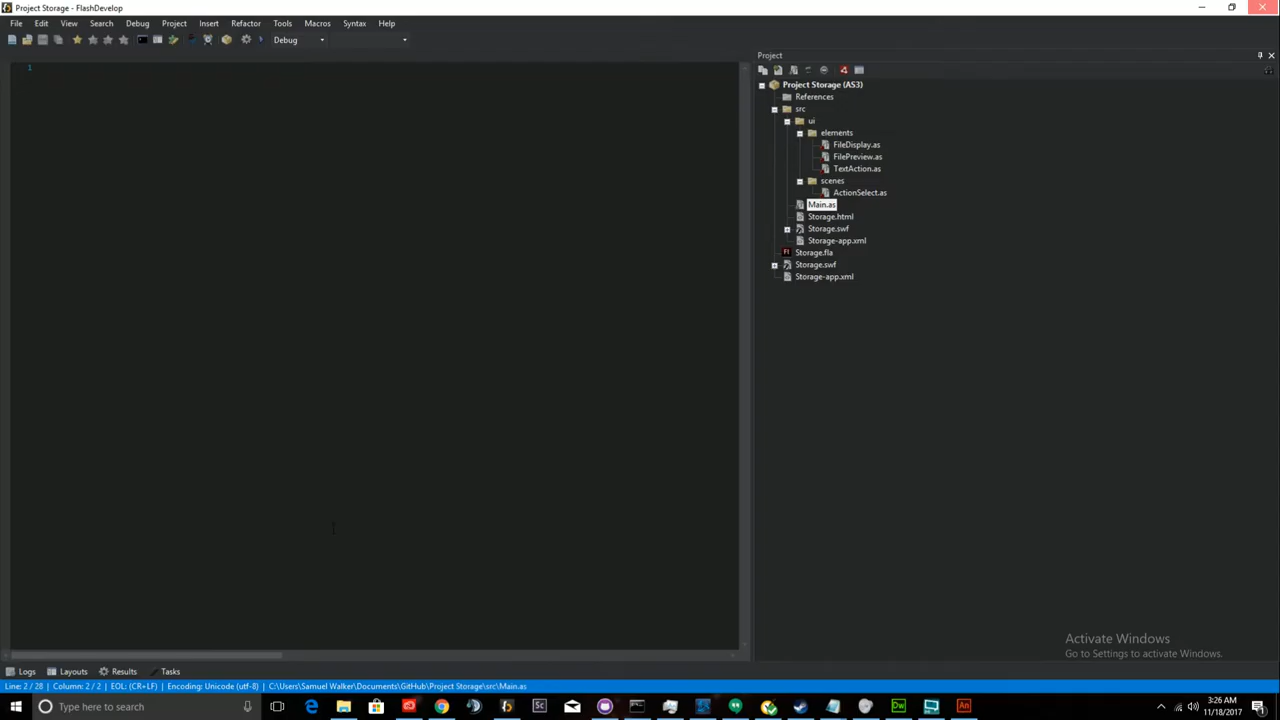 Project Storage - FlashDevelop
File Edit View Search Debug Project Insert Refactor Tools Macros Syntax Help
Debug
1
Project
Project Storage (AS3)
References
src
ui
elements
FileDisplay.as
FilePreview.as
TextAction.as
scenes
ActionSelect.as
Main.as
Storage.html
Storage.swf
Storage-app.xml
Storage.fla
Storage.swf
Storage-app.xml
Activate Windows
Go to Settings to activate Windows.
Logs Layouts Results Tasks
Line: 2 / 28 | Column: 2 / 2 | EOL: (CR+LF) | Encoding: Unicode (utf-8) | C:\Users\Samuel Walker\Documents\GitHub\Project Storage\src\Main.as
Type here to search
Sc
Dw
An
3:26 AM
11/18/2017